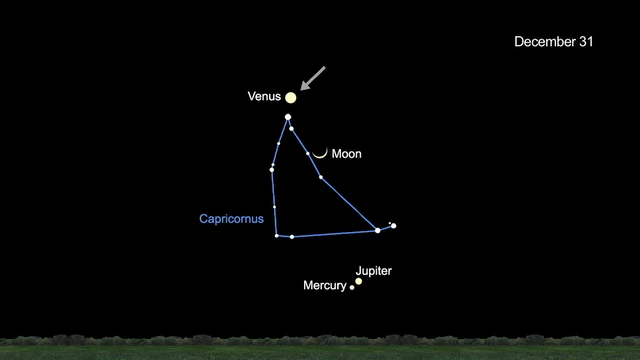 December 31
Venus
Moon
Capricornus
Jupiter
Mercury